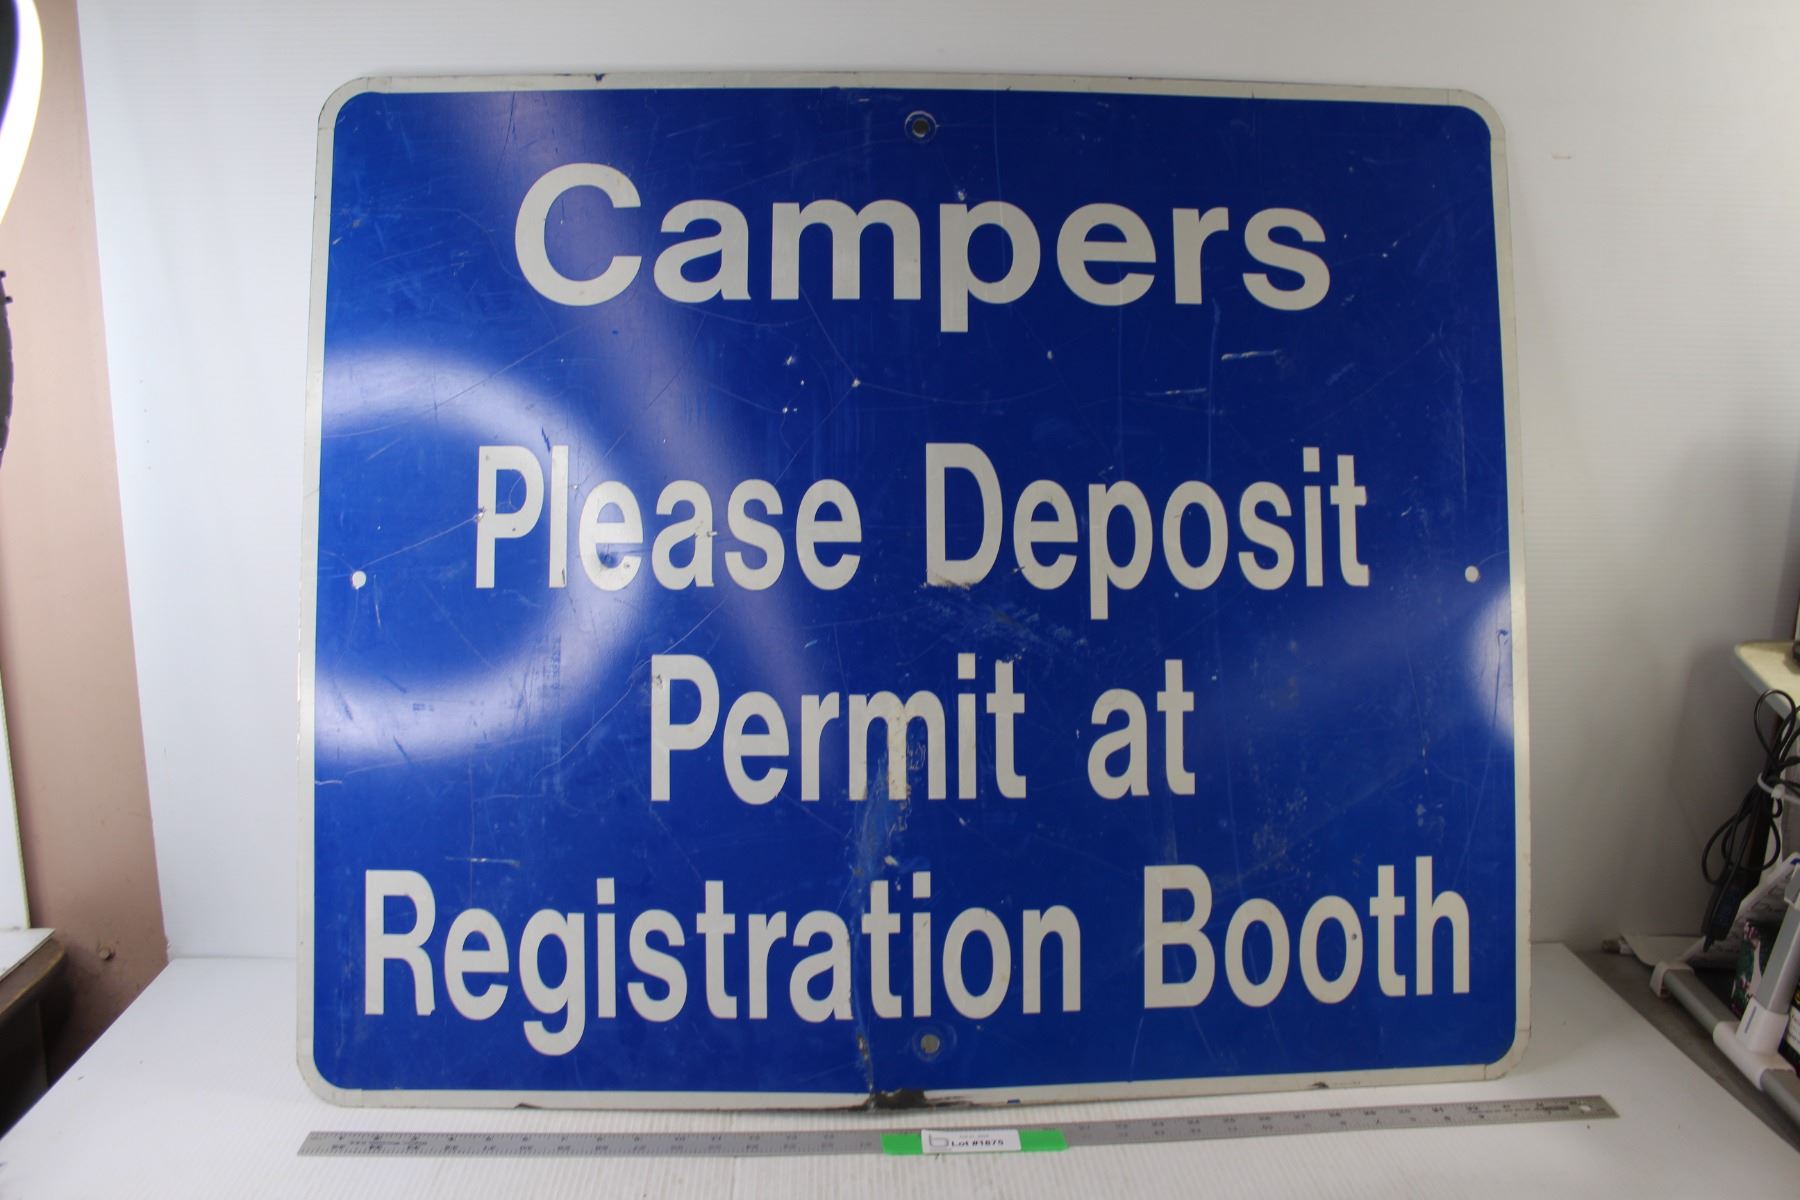 Campers
Please Deposit
Permit at
Registration Booth
Lot #1675